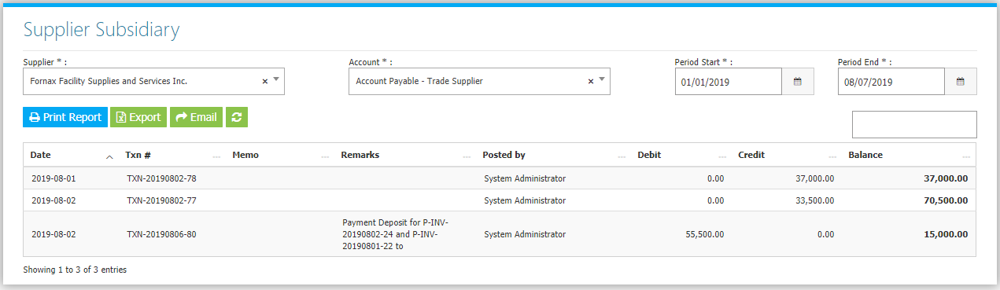 Supplier Subsidiary
Supplier * : Account * : Period Start * : Period End * :
Fornax Facility Supplies and Services Inc. × Account Payable - Trade Supplier × 01/01/2019 08/07/2019
Print Report Export Email
Date Txn # Memo Remarks Posted by Debit Credit Balance
2019-08-01 TXN-20190802-78 System Administrator 0.00 37,000.00 37,000.00
2019-08-02 TXN-20190802-77 System Administrator 0.00 33,500.00 70,500.00
Payment Deposit for P-INV-
2019-08-02 TXN-20190806-80 20190802-24 and P-INV- System Administrator 55,500.00 0.00 15,000.00
20190801-22 to
Showing 1 to 3 of 3 entries